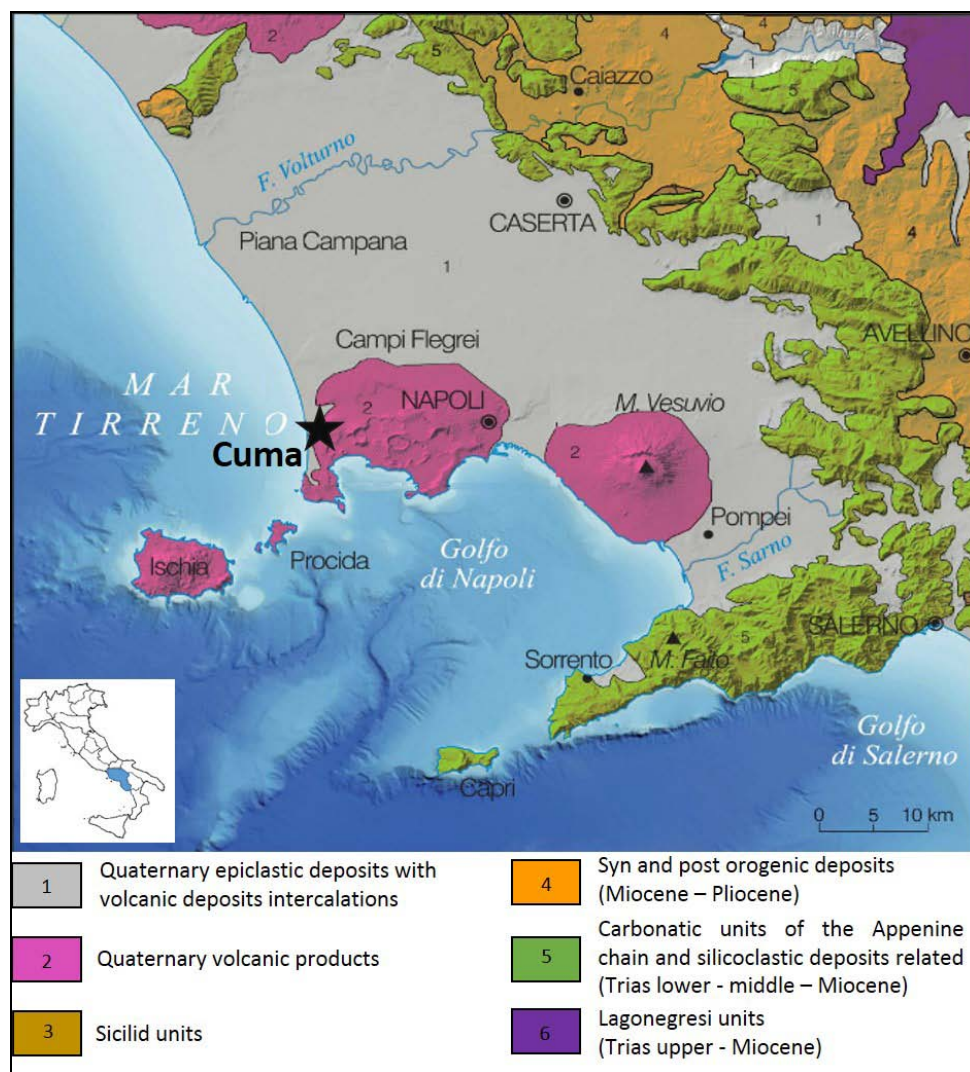 2
5
4
4
1
Caiazzo
5
F. Volturno
3
CASERTA
1
Piana Campana
1
4
AVELLINO
Campi Flegrei
MAR
TIRRENO
2
NAPOLI
M. Vesuvio
Cuma
2
Pompei
Golfo
di Napoli
F. Sarno
Procida
Ischia
SALERNO
5
Sorrento
M. Faito
Golfo
di Salerno
Capri
0 5 10 km
1
Quaternary epiclastic deposits with
volcanic deposits intercalations
2
Quaternary volcanic products
3
Sicilid units
4
Syn and post orogenic deposits
(Miocene – Pliocene)
5
Carbonatic units of the Appenine
chain and silicoclastic deposits related
(Trias lower - middle – Miocene)
6
Lagonegresi units
(Trias upper - Miocene)